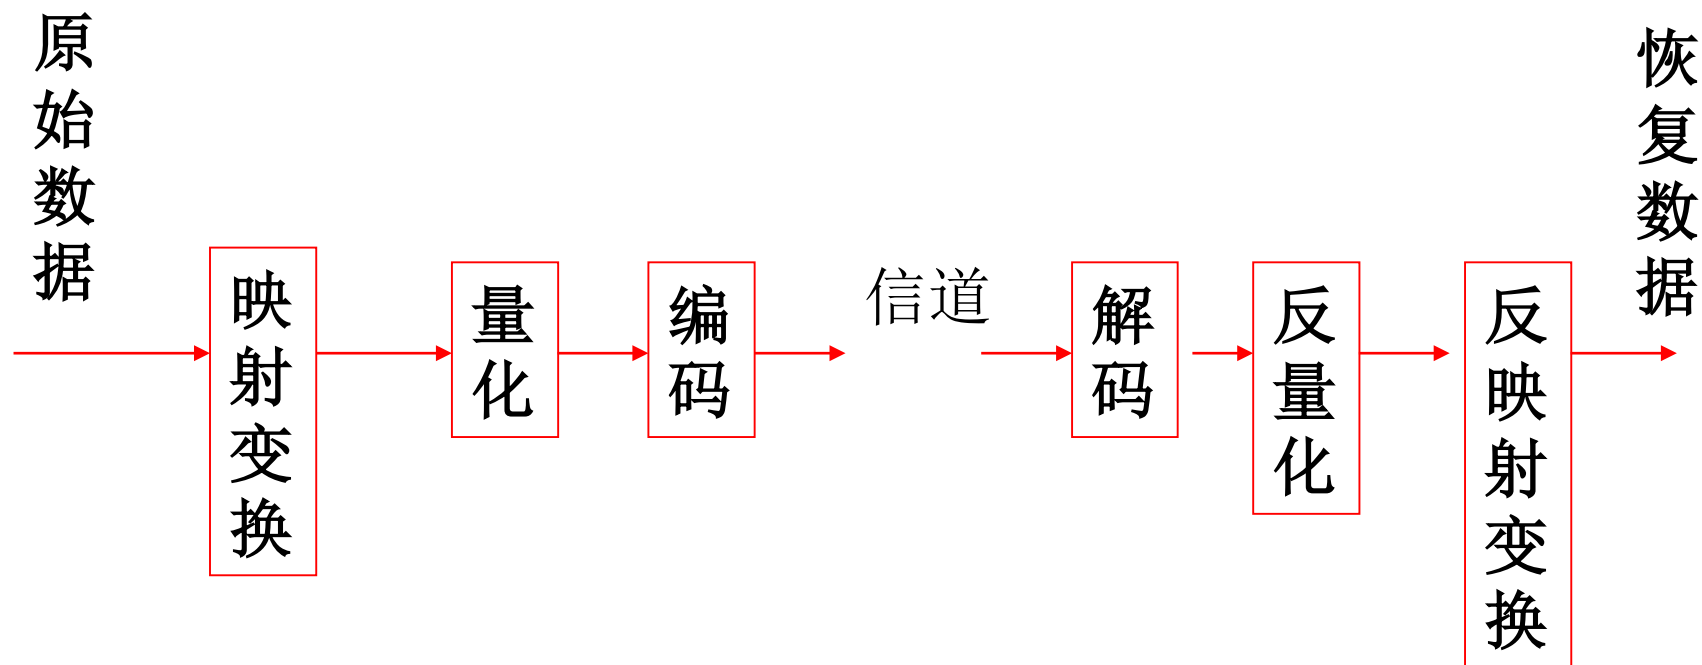 原始数据
映射变换
量化
编码
信道
解码
反量化
反映射变换
恢复数据